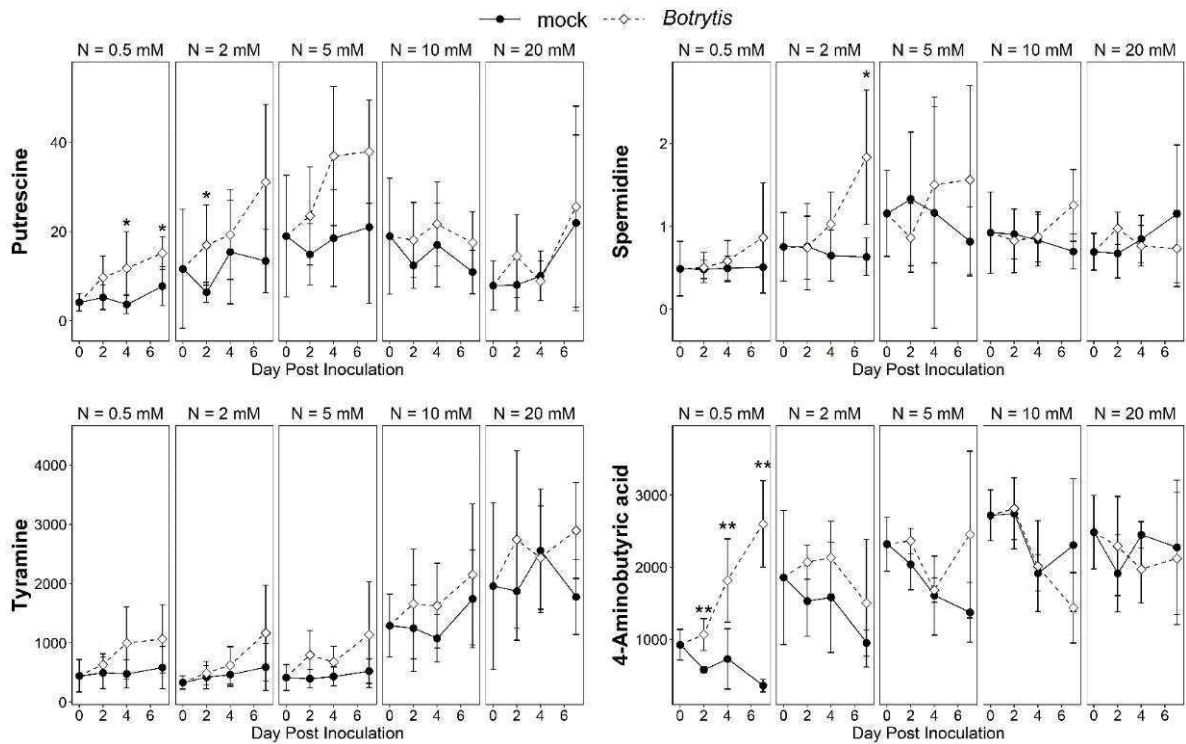 mock Botrytis
N = 0.5 mM N = 2 mM N = 5 mM N = 10 mM N = 20 mM
Putrescine
40
20
0
* * *
0 2 4 6 0 2 4 6 0 2 4 6 0 2 4 6 0 2 4 6
Day Post Inoculation
N = 0.5 mM N = 2 mM N = 5 mM N = 10 mM N = 20 mM
Spermidine
2
1
0
*
0 2 4 6 0 2 4 6 0 2 4 6 0 2 4 6 0 2 4 6
Day Post Inoculation
N = 0.5 mM N = 2 mM N = 5 mM N = 10 mM N = 20 mM
Tyramine
4000
3000
2000
1000
0
0 2 4 6 0 2 4 6 0 2 4 6 0 2 4 6 0 2 4 6
Day Post Inoculation
N = 0.5 mM N = 2 mM N = 5 mM N = 10 mM N = 20 mM
4-Aminobutyric acid
3000
2000
1000
** ** **
0 2 4 6 0 2 4 6 0 2 4 6 0 2 4 6 0 2 4 6
Day Post Inoculation